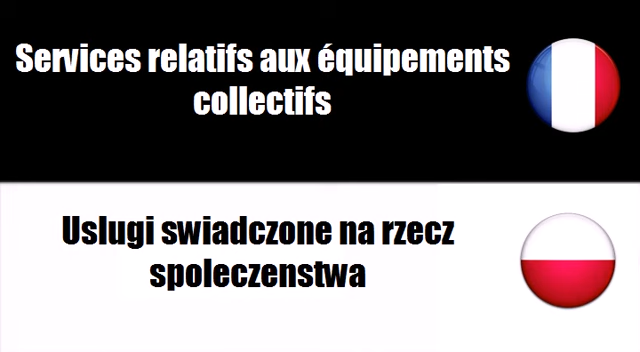 Services relatifs aux équipements
collectifs
Uslugi swiadczone na rzecz
spoleczenstwa